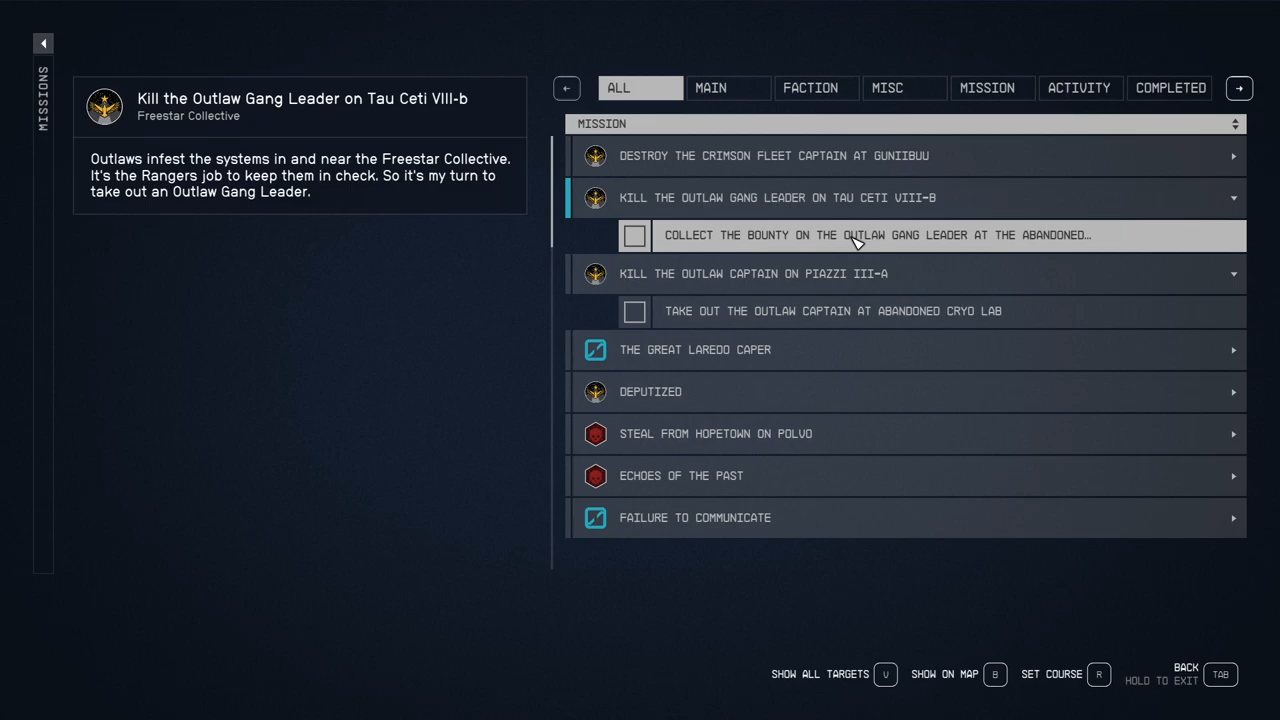 MISSIONS
Kill the Outlaw Gang Leader on Tau Ceti VIII-b
Freestar Collective
Outlaws infest the systems in and near the Freestar Collective.
It's the Rangers job to keep them in check. So it's my turn to
take out an Outlaw Gang Leader.
ALL
MAIN
FACTION
MISC
MISSION
ACTIVITY
COMPLETED
MISSION
DESTROY THE CRIMSON FLEET CAPTAIN AT GUNIIBUU
KILL THE OUTLAW GANG LEADER ON TAU CETI VIII-B
COLLECT THE BOUNTY ON THE OUTLAW GANG LEADER AT THE ABANDONED...
KILL THE OUTLAW CAPTAIN ON PIAZZI III-A
TAKE OUT THE OUTLAW CAPTAIN AT ABANDONED CRYO LAB
THE GREAT LAREDO CAPER
DEPUTIZED
STEAL FROM HOPETOWN ON POLVO
ECHOES OF THE PAST
FAILURE TO COMMUNICATE
SHOW ALL TARGETS V
SHOW ON MAP B
SET COURSE R
BACK
HOLD TO EXIT
TAB